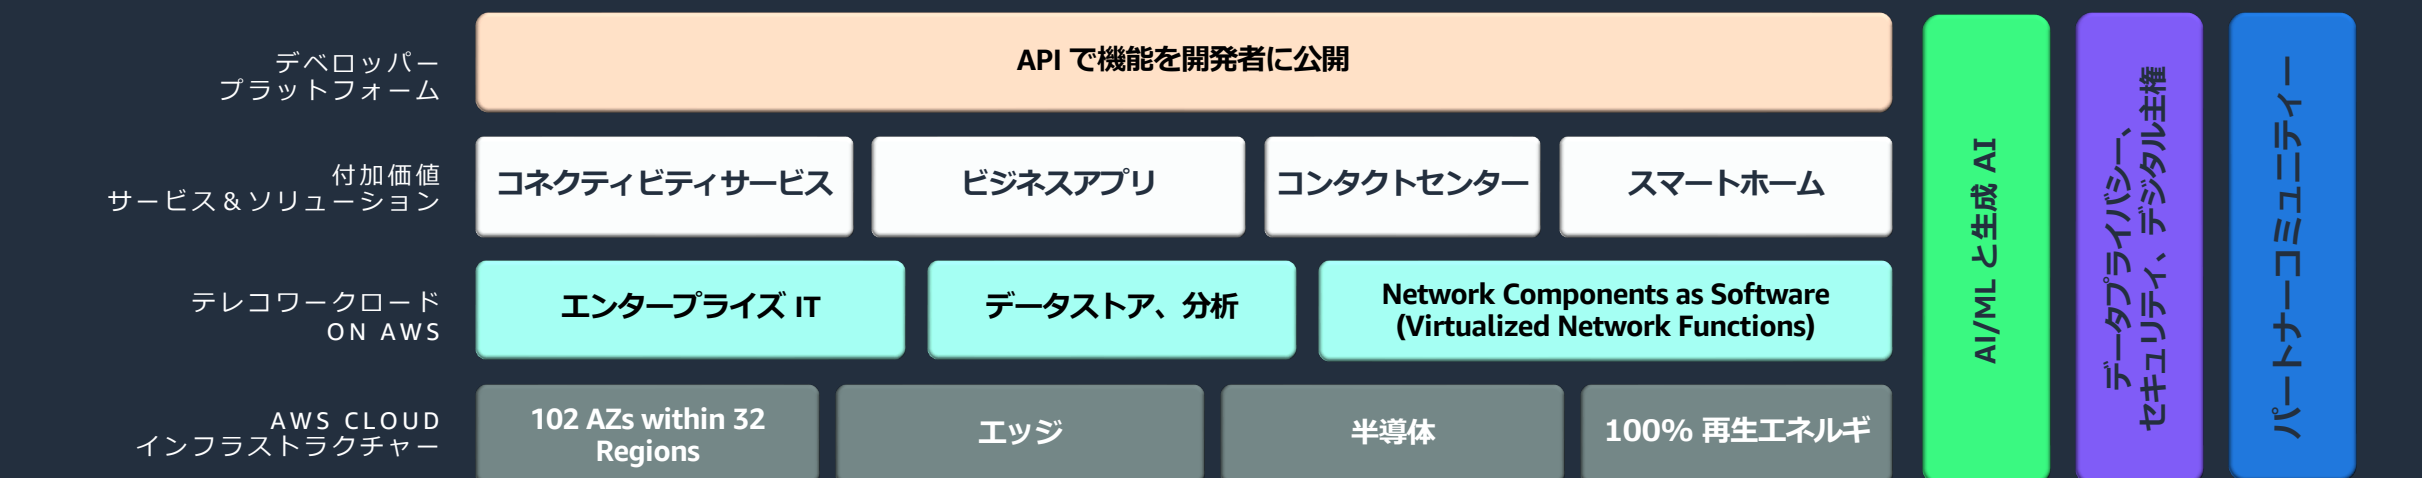 デベロッパー
プラットフォーム
API で機能を開発者に公開
付加価値
サービス＆ソリューション
コネクティビティサービス
ビジネスアプリ
コンタクトセンター
スマートホーム
テレコワークロード
ON AWS
エンタープライズ IT
データストア、分析
Network Components as Software
(Virtualized Network Functions)
AWS CLOUD
インフラストラクチャー
102 AZs within 32
Regions
エッジ
半導体
100% 再生エネルギ
AI/ML と生成 AI
データプライバシー、
セキュリティ、デジタル主権
パートナーコミュニティー